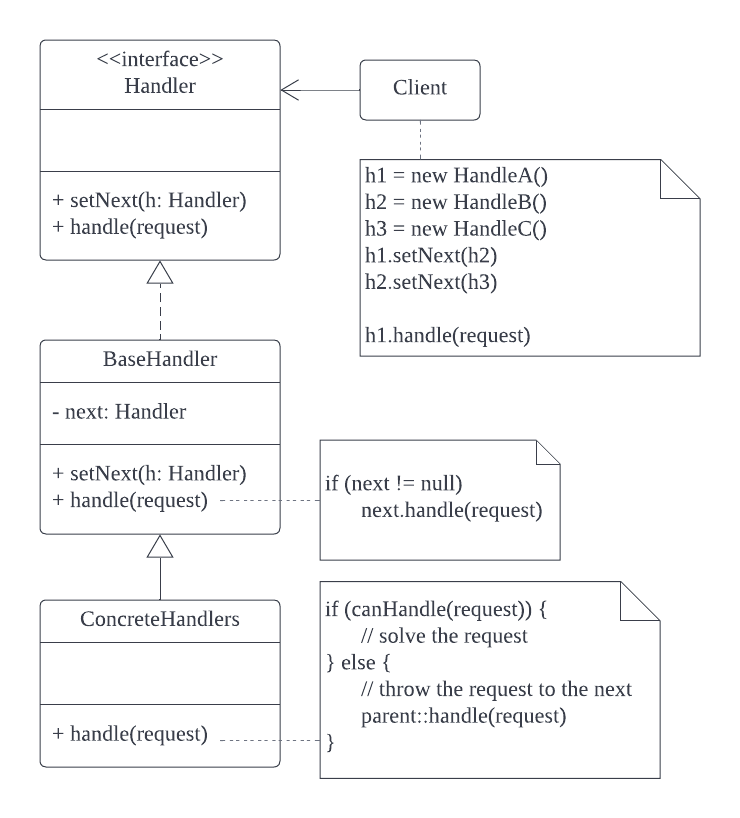 <<interface>>
Handler
+ setNext(h: Handler)
+ handle(request)
Client
h1 = new HandleA()
h2 = new HandleB()
h3 = new HandleC()
h1.setNext(h2)
h2.setNext(h3)
h1.handle(request)
BaseHandler
- next: Handler
+ setNext(h: Handler)
+ handle(request)
if (next != null)
next.handle(request)
ConcreteHandlers
+ handle(request)
if (canHandle(request)) {
// solve the request
} else {
// throw the request to the next
parent::handle(request)
}